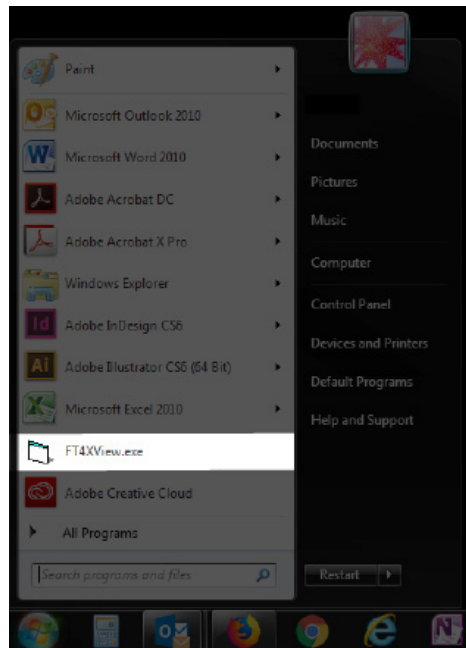 Paint
Microsoft Outlook 2010
Microsoft Word 2010
Adobe Acrobat DC
Adobe Acrobat X Pro
Windows Explorer
Id
Adobe InDesign CS6
Ai
Adobe Illustrator CS6 (64 Bit)
Microsoft Excel 2010
FT4XView.exe
Adobe Creative Cloud
All Programs
Search programs and files
Documents
Pictures
Music
Computer
Control Panel
Devices and Printers
Default Programs
Help and Support
Restart